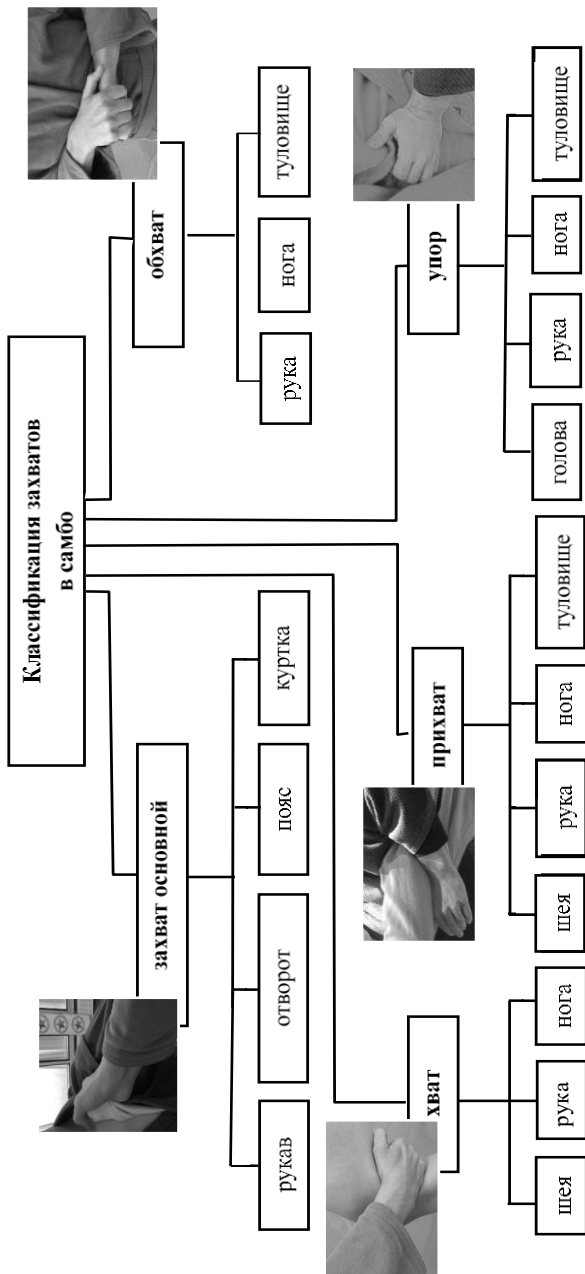 Классификация захватов
в самбо
захват основной
обхват
рукав
отворот
пояс
куртка
рука
нога
туловище
хват
прихват
упор
шея
рука
нога
шея
рука
нога
туловище
голова
рука
нога
туловище